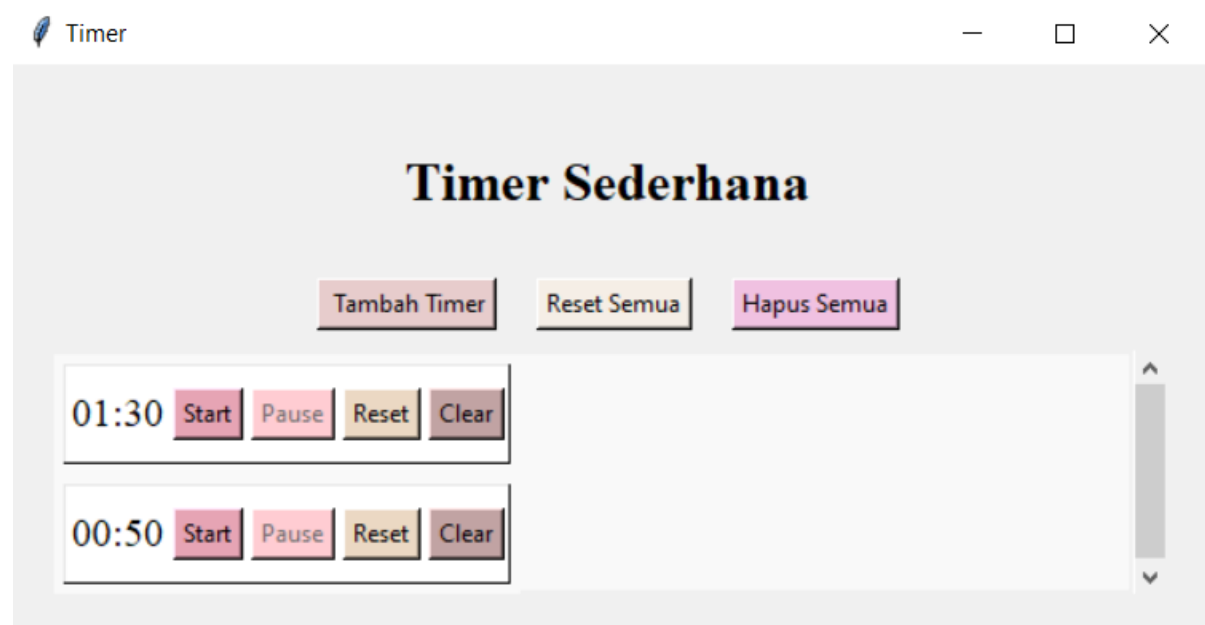 Timer
Timer Sederhana
Tambah Timer Reset Semua Hapus Semua
01:30 Start Pause Reset Clear
00:50 Start Pause Reset Clear